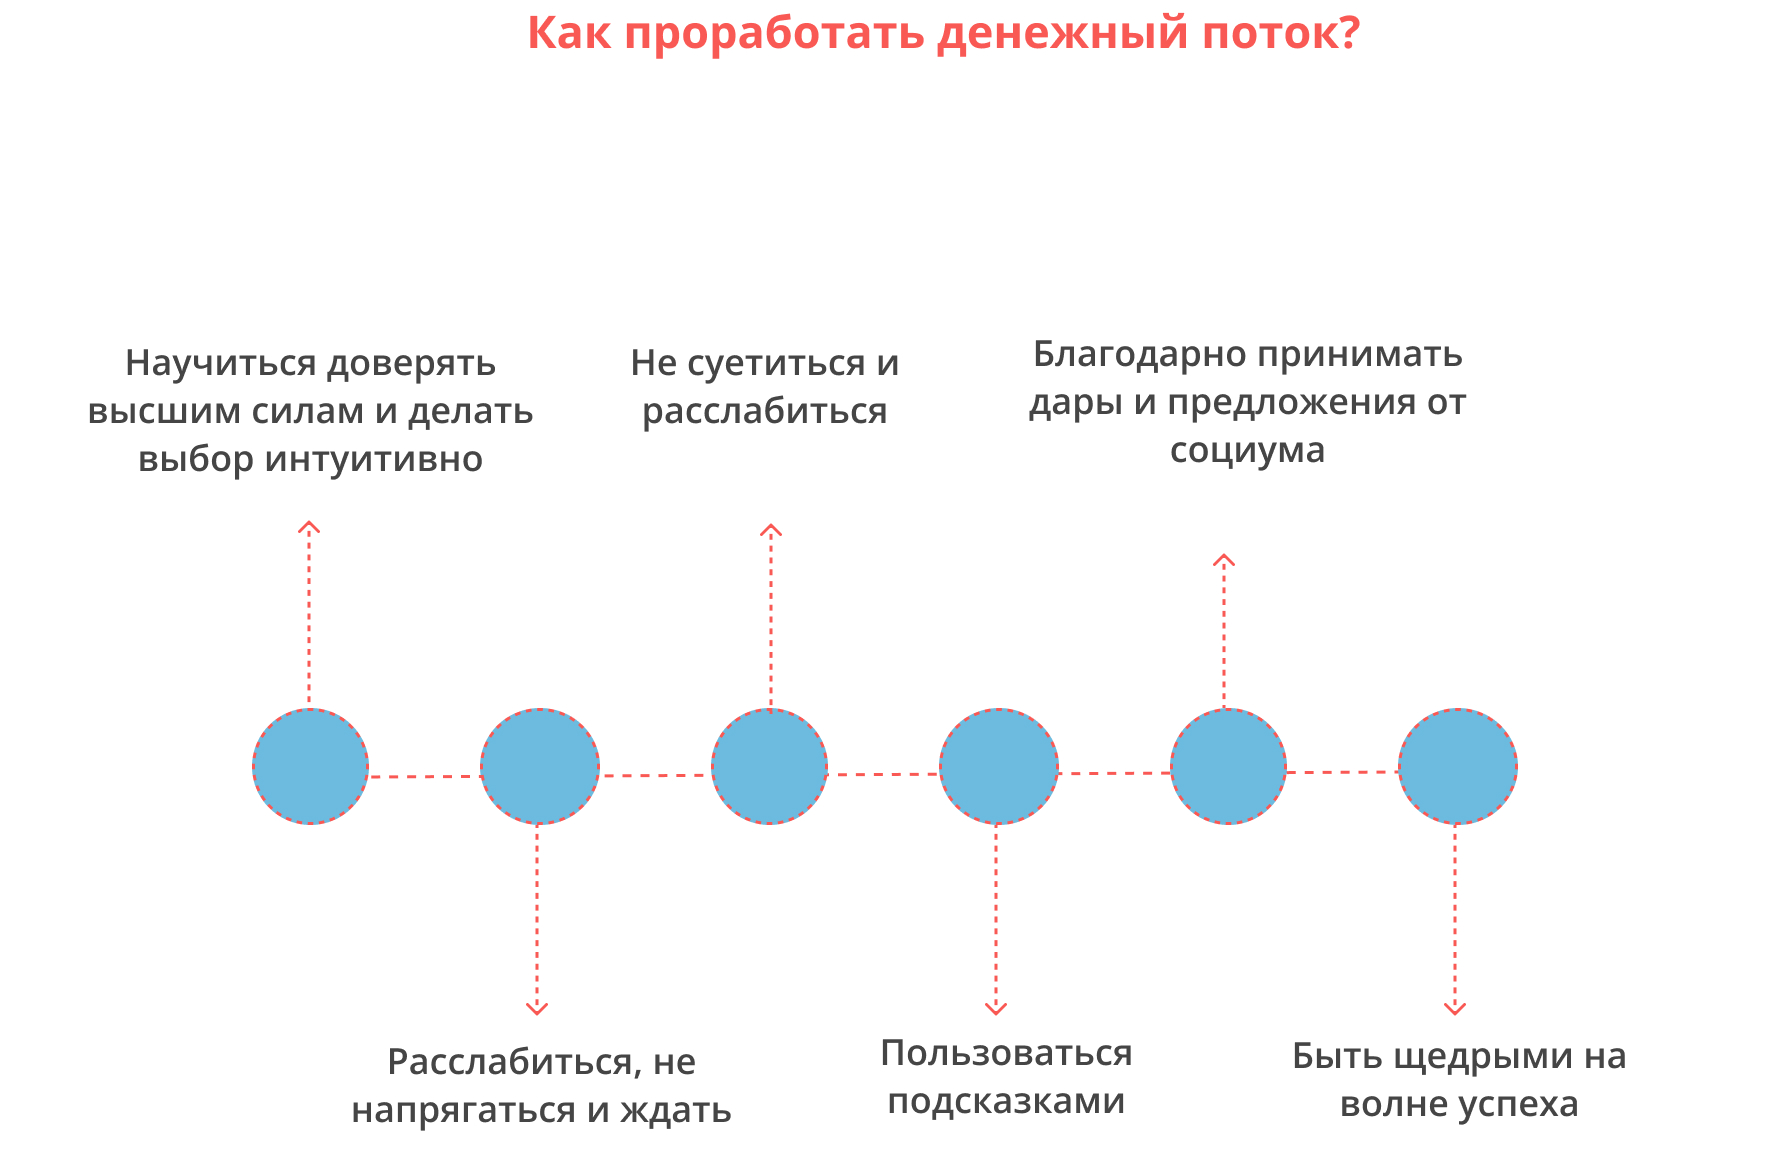 Как проработать денежный поток?
Научиться доверять
высшим силам и делать
выбор интуитивно
Не суетиться и
расслабиться
Благодарно принимать
дары и предложения от
социума
Расслабиться, не
напрягаться и ждать
Пользоваться
подсказками
Быть щедрыми на
волне успеха